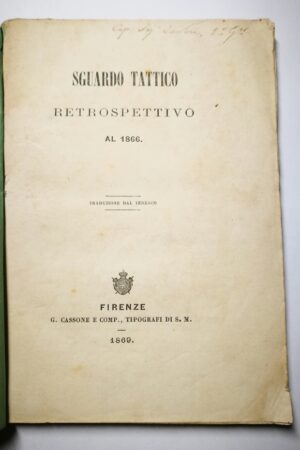 SGUARDO TATTICO
RETROSPETTIVO
AL 1866.
TRADUZIONE DAL TEDESCO
FIRENZE
G. CASSONE E COMP., TIPOGRAFI DI S. M.
1869.